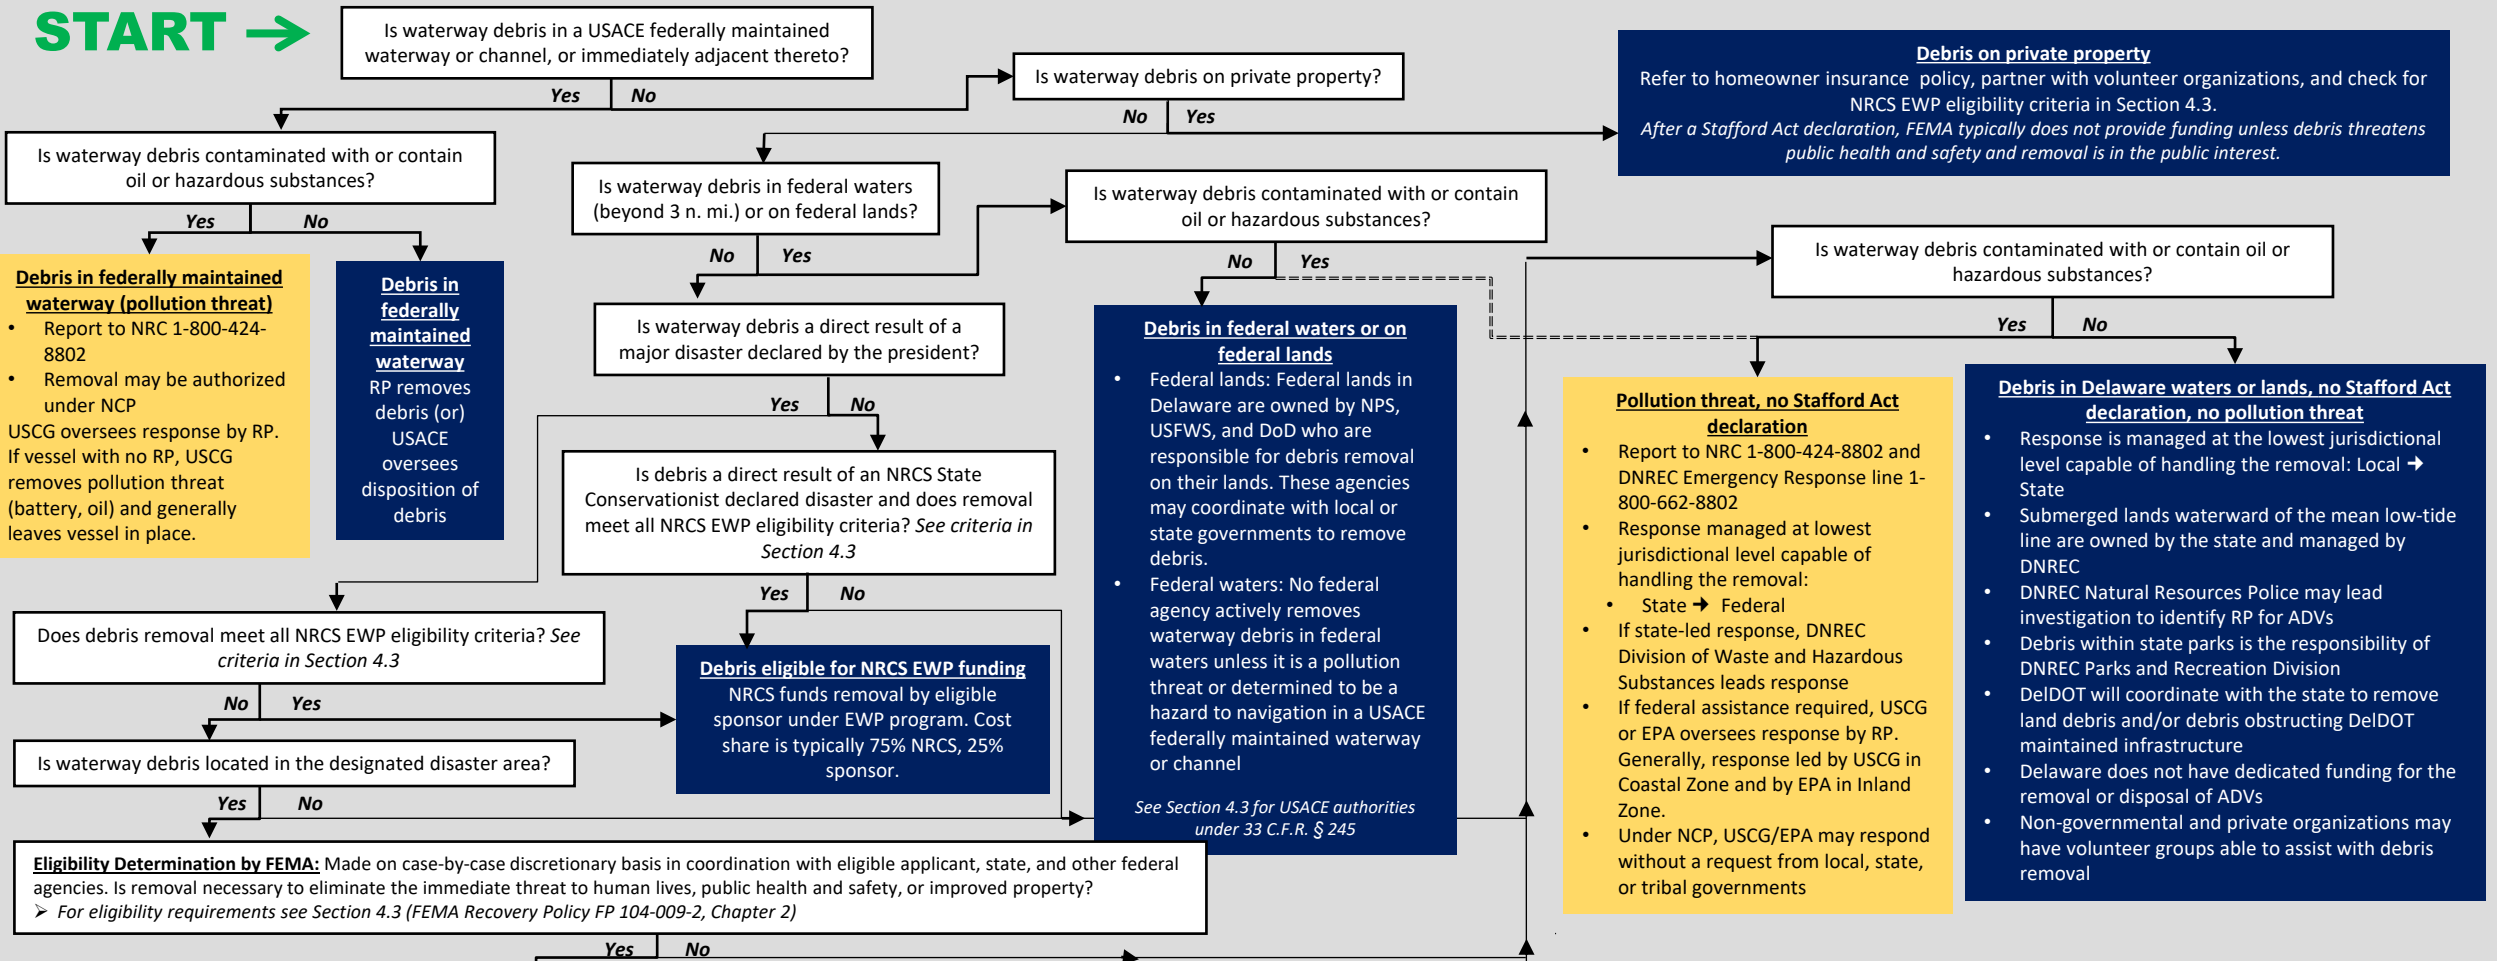 START
Is waterway debris in a USACE federally maintained
waterway or channel, or immediately adjacent thereto?
Yes
No
Is waterway debris on private property?
No
Yes
Debris on private property
Refer to homeowner insurance policy, partner with volunteer organizations, and check for
NRCS EWP eligibility criteria in Section 4.3.
After a Stafford Act declaration, FEMA typically does not provide funding unless debris threatens
public health and safety and removal is in the public interest.
Is waterway debris contaminated with or contain
oil or hazardous substances?
Yes
No
Debris in federally maintained
waterway (pollution threat)
• Report to NRC 1-800-424-
8802
• Removal may be authorized
under NCP
USCG oversees response by RP.
If vessel with no RP, USCG
removes pollution threat
(battery, oil) and generally
leaves vessel in place.
Debris in
federally
maintained
waterway
RP removes
debris (or)
USACE
oversees
disposition of
debris
Is waterway debris in federal waters
(beyond 3 n. mi.) or on federal lands?
No
Yes
Is waterway debris contaminated with or contain
oil or hazardous substances?
No
Yes
Debris in federal waters or on
federal lands
• Federal lands: Federal lands in
Delaware are owned by NPS,
USFWS, and DoD who are
responsible for debris removal
on their lands. These agencies
may coordinate with local or
state governments to remove
debris.
• Federal waters: No federal
agency actively removes
waterway debris in federal
waters unless it is a pollution
threat or determined to be a
hazard to navigation in a USACE
federally maintained waterway
or channel
See Section 4.3 for USACE authorities
under 33 C.F.R. § 245
Is waterway debris a direct result of a
major disaster declared by the president?
Yes
No
Is debris a direct result of an NRCS State
Conservationist declared disaster and does removal
meet all NRCS EWP eligibility criteria? See criteria in
Section 4.3
Yes
No
Debris eligible for NRCS EWP funding
NRCS funds removal by eligible
sponsor under EWP program. Cost
share is typically 75% NRCS, 25%
sponsor.
Does debris removal meet all NRCS EWP eligibility criteria? See
criteria in Section 4.3
No
Yes
Is waterway debris located in the designated disaster area?
Yes
No
Eligibility Determination by FEMA: Made on case-by-case discretionary basis in coordination with eligible applicant, state, and other federal
agencies. Is removal necessary to eliminate the immediate threat to human lives, public health and safety, or improved property?
➢ For eligibility requirements see Section 4.3 (FEMA Recovery Policy FP 104-009-2, Chapter 2)
Yes
No
Is waterway debris contaminated with or contain oil or
hazardous substances?
Yes
No
Pollution threat, no Stafford Act
declaration
• Report to NRC 1-800-424-8802 and
DNREC Emergency Response line 1-
800-662-8802
• Response managed at lowest
jurisdictional level capable of
handling the removal:
• State → Federal
• If state-led response, DNREC
Division of Waste and Hazardous
Substances leads response
• If federal assistance required, USCG
or EPA oversees response by RP.
Generally, response led by USCG in
Coastal Zone and by EPA in Inland
Zone.
• Under NCP, USCG/EPA may respond
without a request from local, state,
or tribal governments
Debris in Delaware waters or lands, no Stafford Act
declaration, no pollution threat
• Response is managed at the lowest jurisdictional
level capable of handling the removal: Local →
State
• Submerged lands waterward of the mean low-tide
line are owned by the state and managed by
DNREC
• DNREC Natural Resources Police may lead
investigation to identify RP for ADVs
• Debris within state parks is the responsibility of
DNREC Parks and Recreation Division
• DelDOT will coordinate with the state to remove
land debris and/or debris obstructing DelDOT
maintained infrastructure
• Delaware does not have dedicated funding for the
removal or disposal of ADVs
• Non-governmental and private organizations may
have volunteer groups able to assist with debris
removal